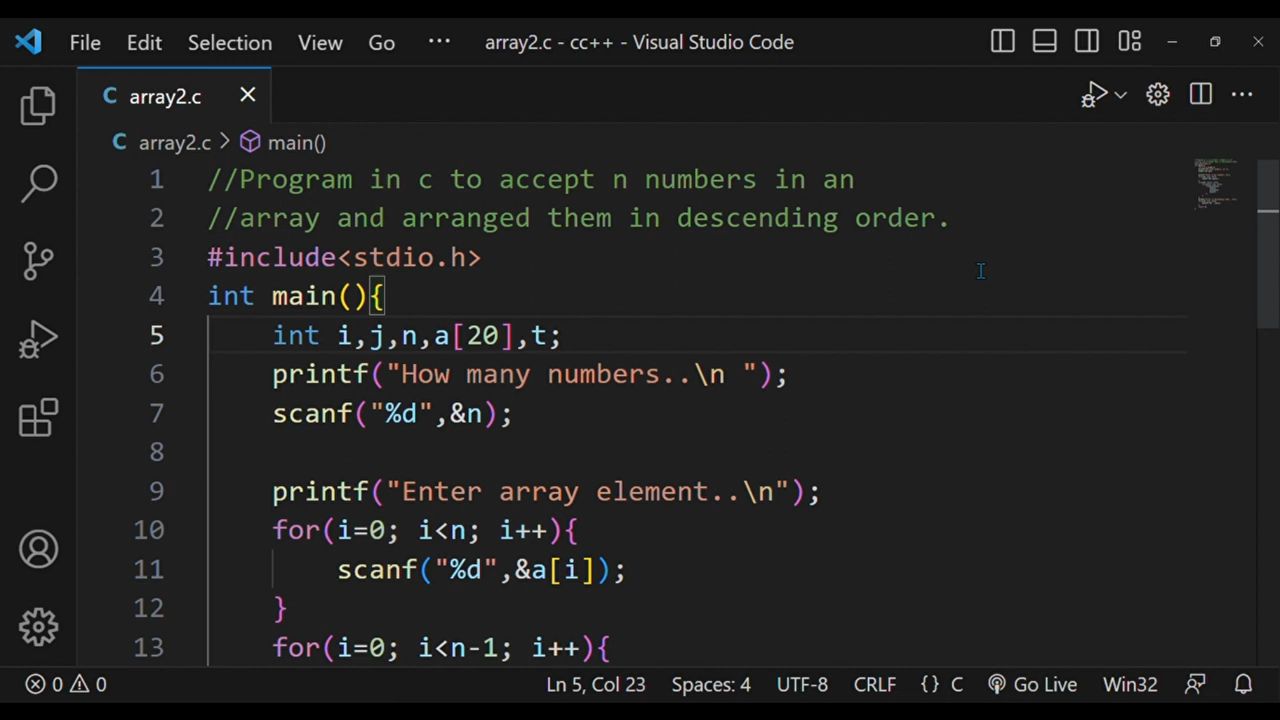 File Edit Selection View Go ··· array2.c - cc++ - Visual Studio Code
C array2.c
C array2.c > main()
1 //Program in c to accept n numbers in an
2 //array and arranged them in descending order.
3 #include<stdio.h>
4 int main(){
5 int i,j,n,a[20],t;
6 printf("How many numbers..\n ");
7 scanf("%d",&n);
8
9 printf("Enter array element..\n");
10 for(i=0; i<n; i++){
11 scanf("%d",&a[i]);
12 }
13 for(i=0; i<n-1; i++){
0 0 Ln 5, Col 23 Spaces: 4 UTF-8 CRLF {} C Go Live Win32